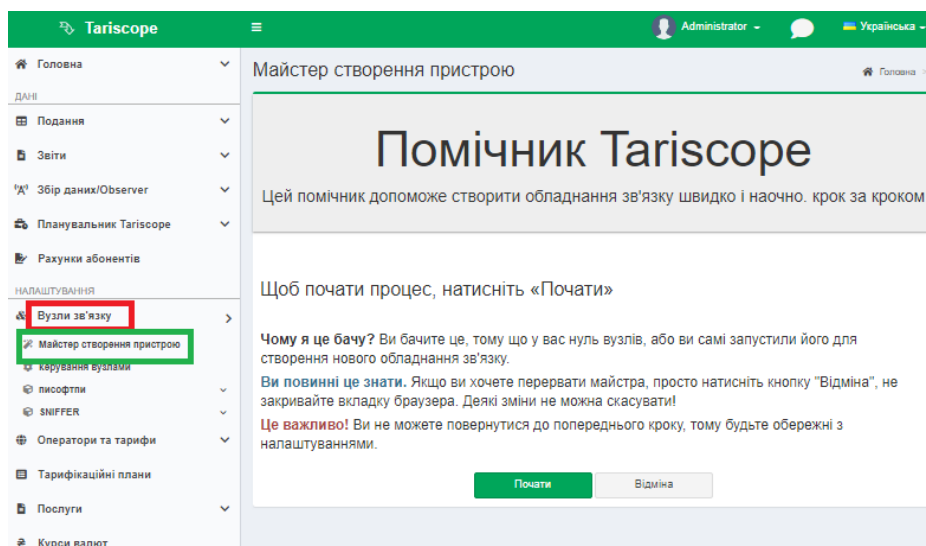 Tariscope
Administrator
Українська
Головна
ДАНІ
Подання
Звіти
Збір даних/Observer
Планувальник Tariscope
Рахунки абонентів
НАЛАШТУВАННЯ
Вузли зв'язку
Майстер створення пристрою
Керування вузлами
писофтпи
SNIFFER
Оператори та тарифи
Тарифікаційні плани
Послуги
Курси валют
Майстер створення пристрою
Головна
Помічник Tariscope
Цей помічник допоможе створити обладнання зв'язку швидко і наочно. крок за кроком
Щоб почати процес, натисніть «Почати»
Чому я це бачу? Ви бачите це, тому що у вас нуль вузлів, або ви самі запустили його для
створення нового обладнання зв'язку.
Ви повинні це знати. Якщо ви хочете перервати майстра, просто натисніть кнопку "Відміна", не
закривайте вкладку браузера. Деякі зміни не можна скасувати!
Це важливо! Ви не можете повернутися до попереднього кроку, тому будьте обережні з
налаштуваннями.
Почати
Відміна